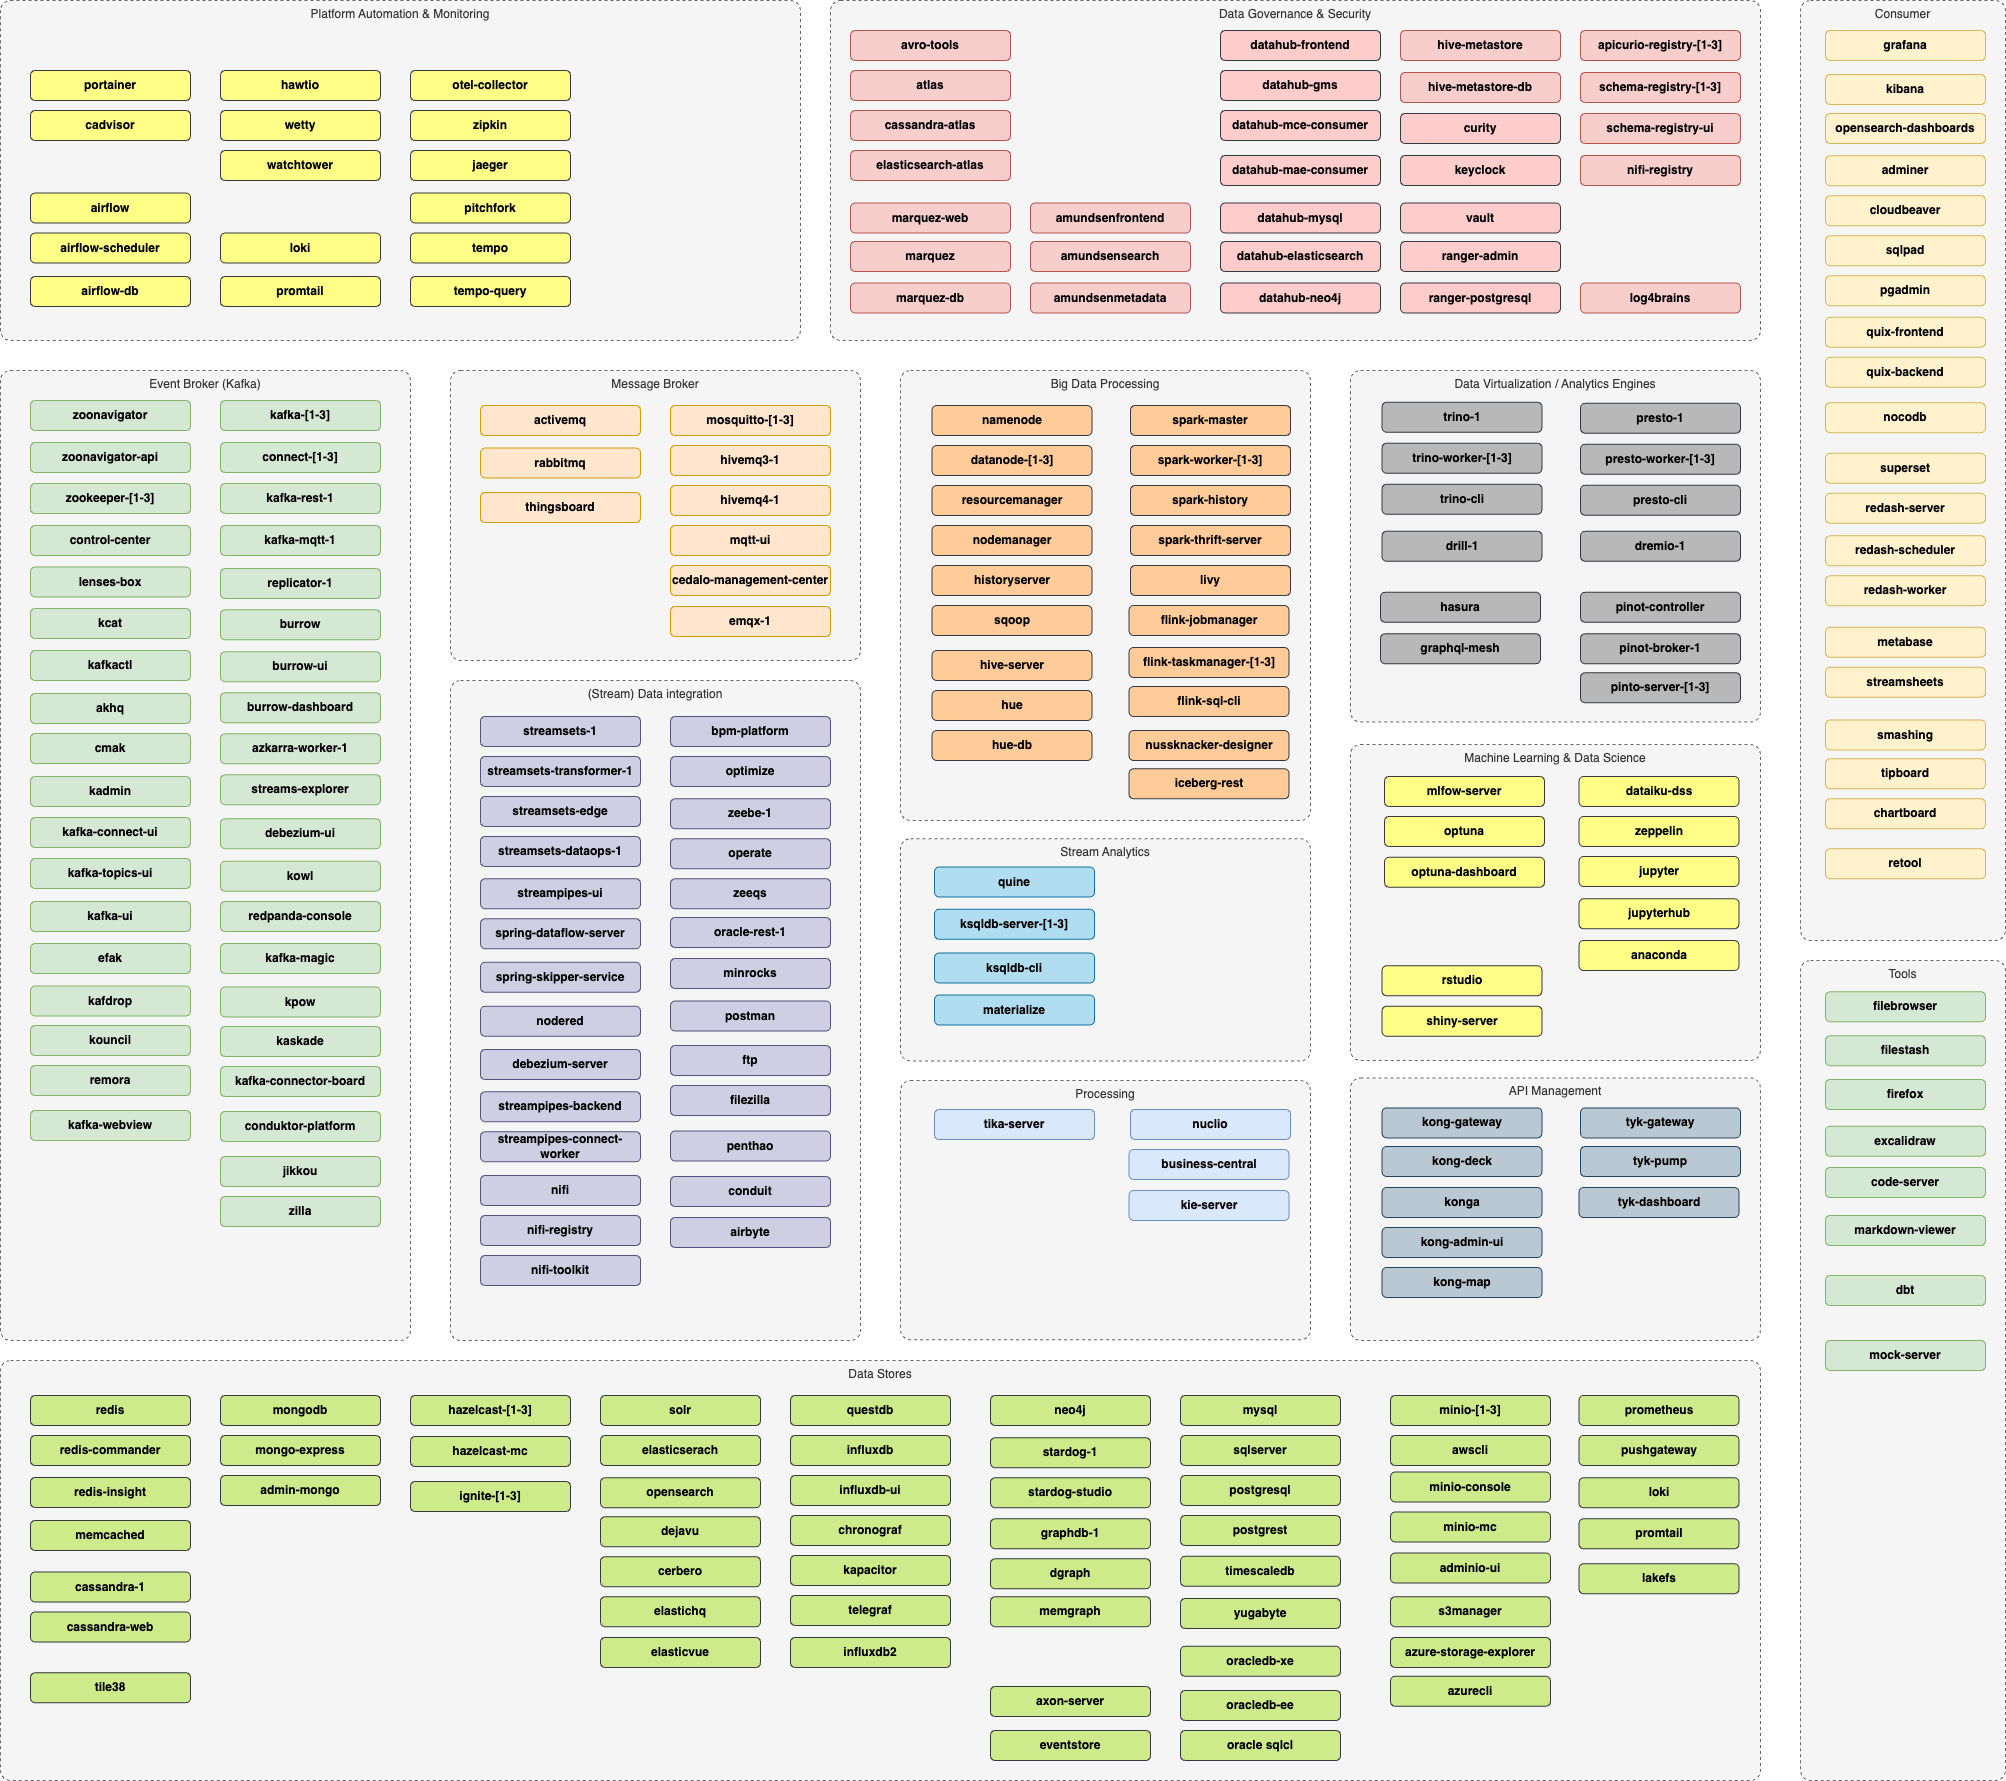 Platform Automation & Monitoring
portainer
cadvisor
airflow
airflow-scheduler
airflow-db
hawtio
wetty
watchtower
loki
promtail
otel-collector
zipkin
jaeger
pitchfork
tempo
tempo-query
Data Governance & Security
avro-tools
atlas
cassandra-atlas
elasticsearch-atlas
marquez-web
marquez
marquez-db
amundsenfrontend
amundsensearch
amundsenmetadata
datahub-frontend
datahub-gms
datahub-mce-consumer
datahub-mae-consumer
datahub-mysql
datahub-elasticsearch
datahub-neo4j
hive-metastore
hive-metastore-db
curity
keyclock
vault
ranger-admin
ranger-postgresql
apicurio-registry-[1-3]
schema-registry-[1-3]
schema-registry-ui
nifi-registry
log4brains
Consumer
grafana
kibana
opensearch-dashboards
adminer
cloudbeaver
sqlpad
pgadmin
quix-frontend
quix-backend
nocodb
superset
redash-server
redash-scheduler
redash-worker
metabase
streamsheets
smashing
tipboard
chartboard
retool
Event Broker (Kafka)
zoonavigator
zoonavigator-api
zookeeper-[1-3]
control-center
lenses-box
kcat
kafkactl
akhq
cmak
kadmin
kafka-connect-ui
kafka-topics-ui
kafka-ui
efak
kafdrop
kouncil
remora
kafka-webview
kafka-[1-3]
connect-[1-3]
kafka-rest-1
kafka-mqtt-1
replicator-1
burrow
burrow-ui
burrow-dashboard
azkarra-worker-1
streams-explorer
debezium-ui
kowl
redpanda-console
kafka-magic
kpow
kaskade
kafka-connector-board
conduktor-platform
jikkou
zilla
Message Broker
activemq
rabbitmq
thingsboard
mosquitto-[1-3]
hivemq3-1
hivemq4-1
mqtt-ui
cedalo-management-center
emqx-1
(Stream) Data integration
streamsets-1
streamsets-transformer-1
streamsets-edge
streamsets-dataops-1
streampipes-ui
spring-dataflow-server
spring-skipper-service
nodered
debezium-server
streampipes-backend
streampipes-connect-
worker
nifi
nifi-registry
nifi-toolkit
bpm-platform
optimize
zeebe-1
operate
zeeqs
oracle-rest-1
minrocks
postman
ftp
filezilla
penthao
conduit
airbyte
Big Data Processing
namenode
datanode-[1-3]
resourcemanager
nodemanager
historyserver
sqoop
hive-server
hue
hue-db
spark-master
spark-worker-[1-3]
spark-history
spark-thrift-server
livy
flink-jobmanager
flink-taskmanager-[1-3]
flink-sql-cli
nussknacker-designer
iceberg-rest
Stream Analytics
quine
ksqldb-server-[1-3]
ksqldb-cli
materialize
Processing
tika-server
nuclio
business-central
kie-server
Data Virtualization / Analytics Engines
trino-1
trino-worker-[1-3]
trino-cli
drill-1
hasura
graphql-mesh
presto-1
presto-worker-[1-3]
presto-cli
dremio-1
pinot-controller
pinot-broker-1
pinto-server-[1-3]
Machine Learning & Data Science
mlfow-server
optuna
optuna-dashboard
rstudio
shiny-server
dataiku-dss
zeppelin
jupyter
jupyterhub
anaconda
API Management
kong-gateway
kong-deck
konga
kong-admin-ui
kong-map
tyk-gateway
tyk-pump
tyk-dashboard
Tools
filebrowser
filestash
firefox
excalidraw
code-server
markdown-viewer
dbt
mock-server
Data Stores
redis
redis-commander
redis-insight
memcached
cassandra-1
cassandra-web
tile38
mongodb
mongo-express
admin-mongo
hazelcast-[1-3]
hazelcast-mc
ignite-[1-3]
solr
elasticserach
opensearch
dejavu
cerbero
elastichq
elasticvue
questdb
influxdb
influxdb-ui
chronograf
kapacitor
telegraf
influxdb2
neo4j
stardog-1
stardog-studio
graphdb-1
dgraph
memgraph
axon-server
eventstore
mysql
sqlserver
postgresql
postgrest
timescaledb
yugabyte
oracledb-xe
oracledb-ee
oracle sqlcl
minio-[1-3]
awscli
minio-console
minio-mc
adminio-ui
s3manager
azure-storage-explorer
azurecli
prometheus
pushgateway
loki
promtail
lakefs